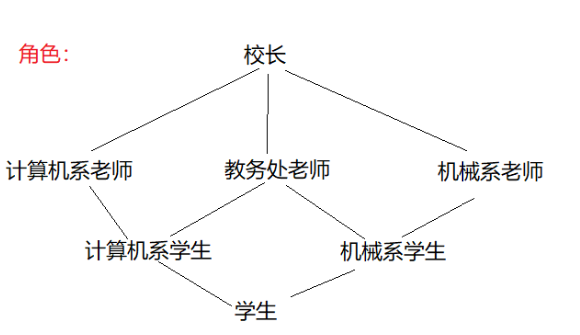 角色：
校长
计算机系老师
教务处老师
机械系老师
计算机系学生
机械系学生
学生